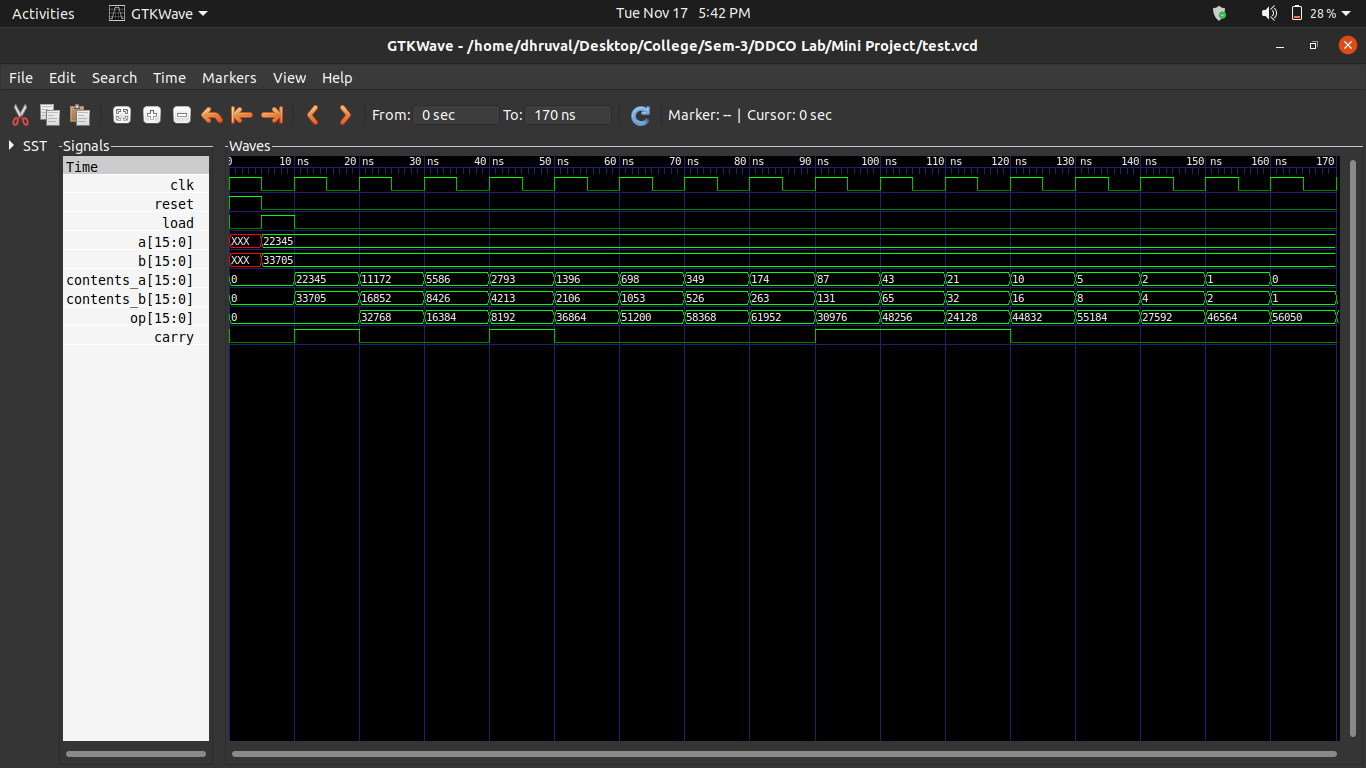 Activities GTKWave Tue Nov 17 5:42 PM 28 %
GTKWave - /home/dhruval/Desktop/College/Sem-3/DDCO Lab/Mini Project/test.vcd
File Edit Search Time Markers View Help
From: 0 sec To: 170 ns Marker: -- | Cursor: 0 sec
SST Signals Waves
Time 0 10 ns 20 ns 30 ns 40 ns 50 ns 60 ns 70 ns 80 ns 90 ns 100 ns 110 ns 120 ns 130 ns 140 ns 150 ns 160 ns 170
clk
reset
load
a[15:0] XXX 22345
b[15:0] XXX 33705
contents_a[15:0] 0 22345 11172 5586 2793 1396 698 349 174 87 43 21 10 5 2 1 0
contents_b[15:0] 0 33705 16852 8426 4213 2106 1053 526 263 131 65 32 16 8 4 2 1
op[15:0] 0 32768 16384 8192 36864 51200 58368 61952 30976 48256 24128 44832 55184 27592 46564 56050
carry